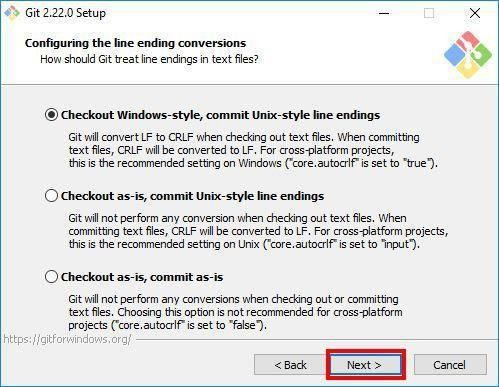 Git 2.22.0 Setup
Configuring the line ending conversions
How should Git treat line endings in text files?
Checkout Windows-style, commit Unix-style line endings
Git will convert LF to CRLF when checking out text files. When committing
text files, CRLF will be converted to LF. For cross-platform projects,
this is the recommended setting on Windows ("core.autocrlf" is set to "true").
Checkout as-is, commit Unix-style line endings
Git will not perform any conversion when checking out text files. When
committing text files, CRLF will be converted to LF. For cross-platform projects,
this is the recommended setting on Unix ("core.autocrlf" is set to "input").
Checkout as-is, commit as-is
Git will not perform any conversions when checking out or committing
text files. Choosing this option is not recommended for cross-platform
projects ("core.autocrlf" is set to "false").
https://gitforwindows.org/
< Back
Next >
Cancel